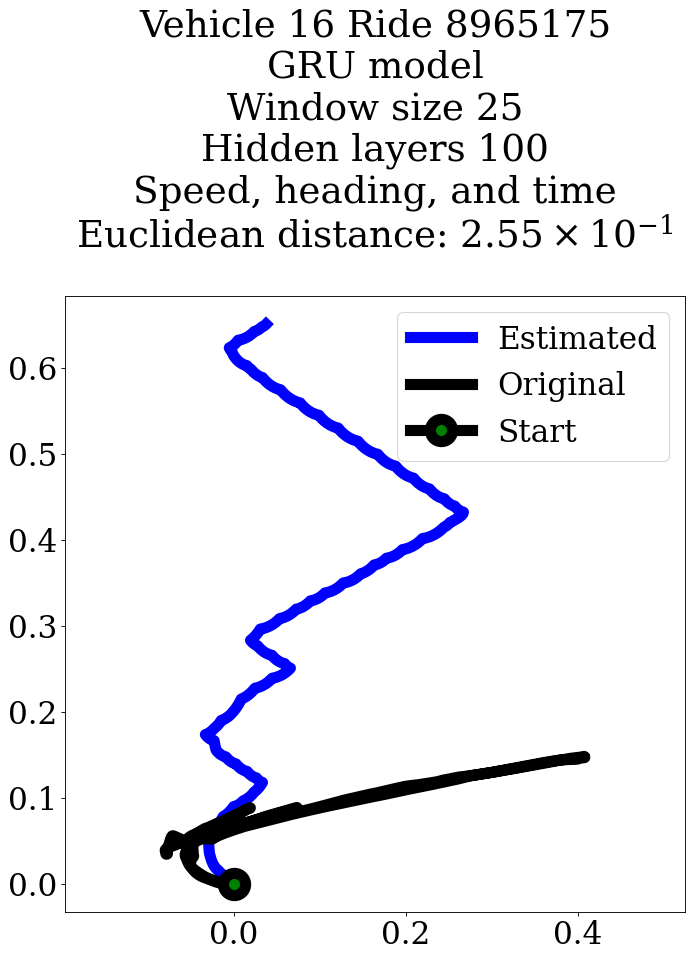 Vehicle 16 Ride 8965175
GRU model
Window size 25
Hidden layers 100
Speed, heading, and time
Euclidean distance: 2.55 × 10⁻¹
Estimated
Original
Start
0.6
0.5
0.4
0.3
0.2
0.1
0.0
0.0 0.2 0.4